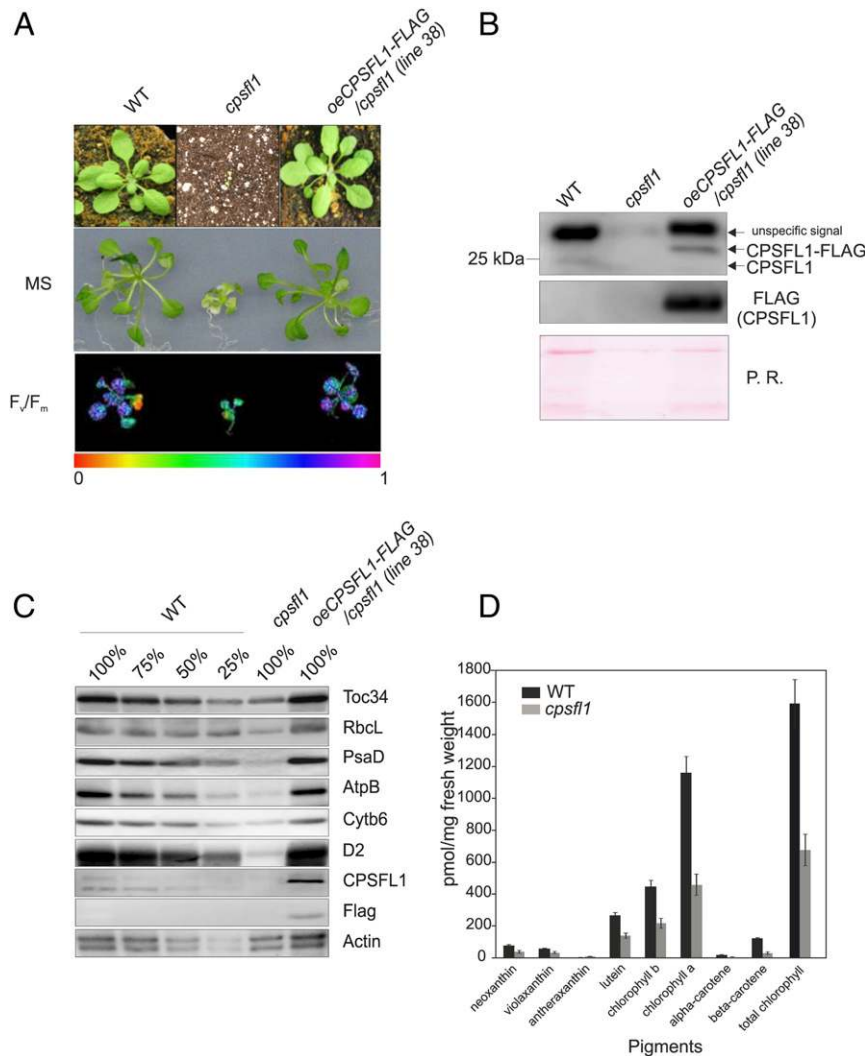 A
WT
cpsfl1
oeCPSFL1-FLAG
/cpsfl1 (line 38)
MS
Fv/Fm
0
1
B
WT
cpsfl1
oeCPSFL1-FLAG
/cpsfl1 (line 38)
unspecific signal
CPSFL1-FLAG
25 kDa
CPSFL1
FLAG
(CPSFL1)
P. R.
C
WT
cpsfl1
oeCPSFL1-FLAG
/cpsfl1 (line 38)
100%
75%
50%
25%
100%
100%
Toc34
RbcL
PsaD
AtpB
Cytb6
D2
CPSFL1
Flag
Actin
D
WT
cpsfl1
pmol/mg fresh weight
1800
1600
1400
1200
1000
800
600
400
200
0
neoxanthin
violaxanthin
antheraxanthin
lutein
chlorophyll b
chlorophyll a
alpha-carotene
beta-carotene
total chlorophyll
Pigments